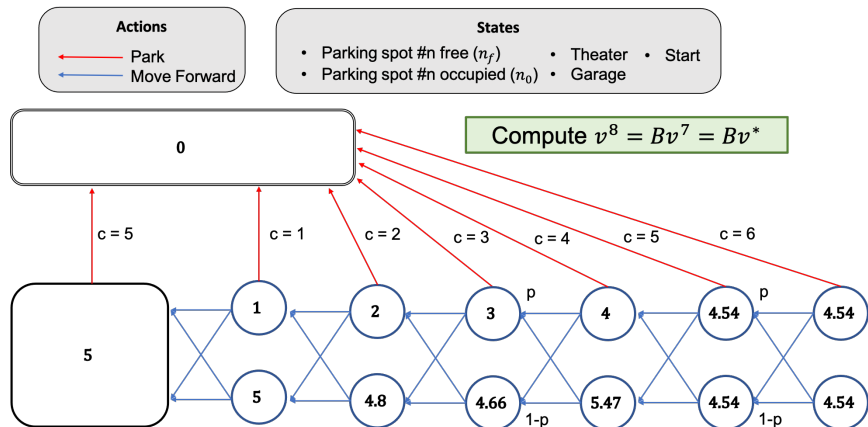 Actions
Park
Move Forward
States
• Parking spot #n free (n_f)
• Parking spot #n occupied (n_0)
• Theater
• Garage
• Start
0
Compute v^8 = Bv^7 = Bv^*
c = 5
c = 1
c = 2
c = 3
c = 4
c = 5
c = 6
p
p
1
2
3
4
4.54
4.54
5
5
4.8
4.66
5.47
4.54
4.54
1-p
1-p